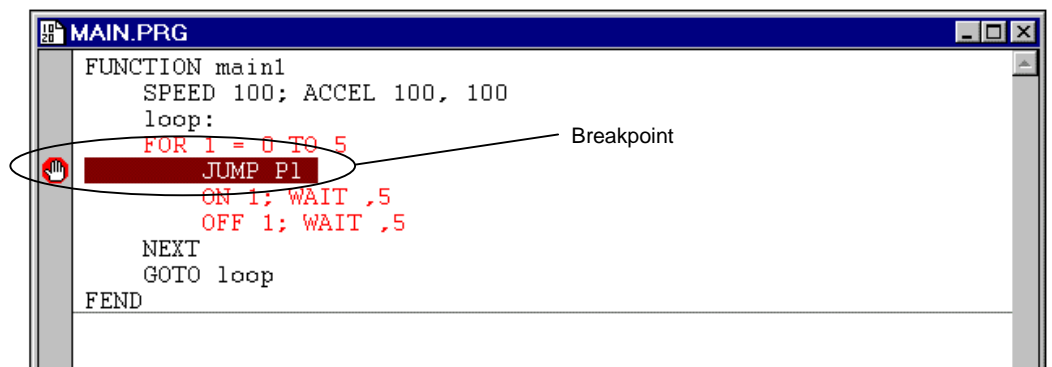 MAIN.PRG
FUNCTION main1
SPEED 100; ACCEL 100, 100
loop:
FOR 1 = 0 TO 5
Breakpoint
JUMP P1
ON 1; WAIT ,5
OFF 1; WAIT ,5
NEXT
GOTO loop
FEND